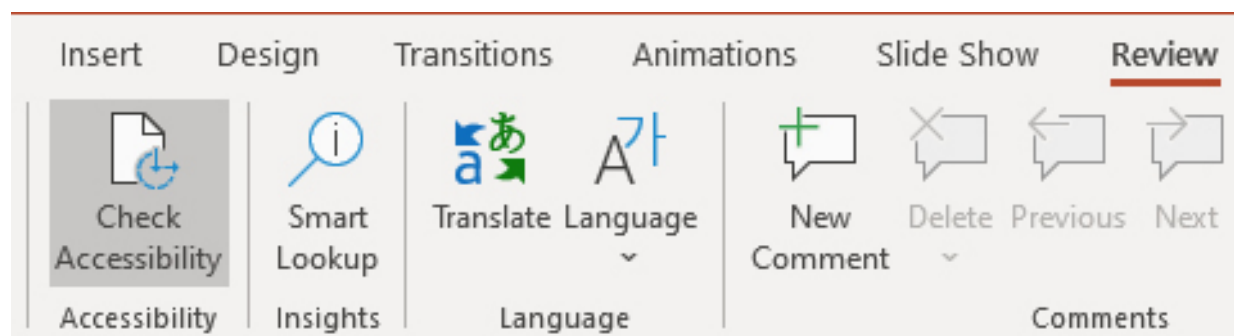 Insert Design Transitions Animations Slide Show Review
Check Accessibility
Smart Lookup
Translate
Language
New Comment
Delete
Previous
Next
Accessibility Insights Language Comments